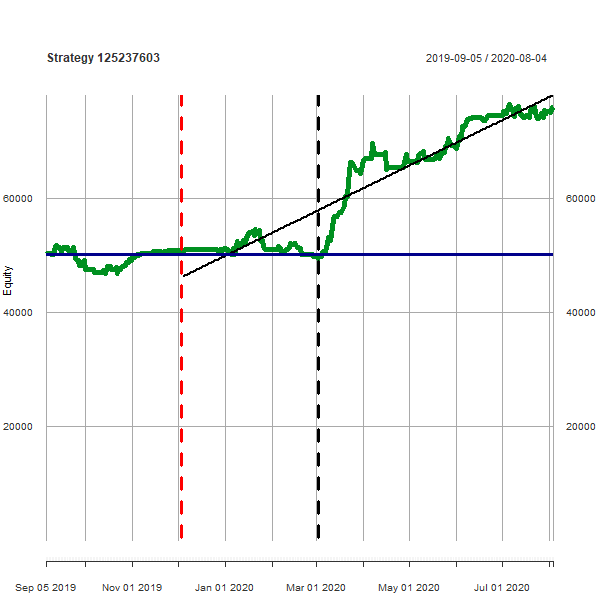 Strategy 125237603
2019-09-05 / 2020-08-04
60000
60000
Equity
40000
40000
20000
20000
Sep 05 2019
Nov 01 2019
Jan 01 2020
Mar 01 2020
May 01 2020
Jul 01 2020